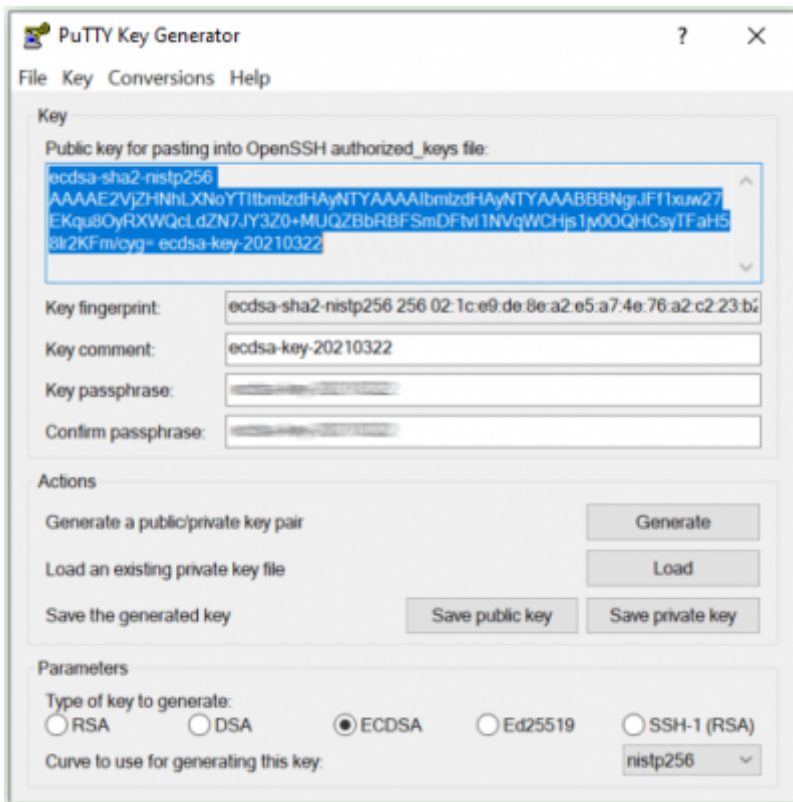 PuTTY Key Generator
File Key Conversions Help
Key
Public key for pasting into OpenSSH authorized_keys file:
ecdsa-sha2-nistp256
AAAAE2VjZHNhLXNoYTItbmlzdHAyNTYAAAAIbmlzdHAyNTYAAABBBNgrJFf1xuw27
EKqu8OyRXWQcLdZN7JY3Z0+MUQZBbRBFSmDFtvI1NVqWCHjs1jv0OQHCsyTFaH5
8Ir2KFm/cyg= ecdsa-key-20210322
Key fingerprint: ecdsa-sha2-nistp256 256 02:1c:e9:de:8e:a2:e5:a7:4e:76:a2:c2:23:b2
Key comment: ecdsa-key-20210322
Key passphrase:
Confirm passphrase:
Actions
Generate a public/private key pair Generate
Load an existing private key file Load
Save the generated key Save public key Save private key
Parameters
Type of key to generate:
RSA DSA ECDSA Ed25519 SSH-1 (RSA)
Curve to use for generating this key: nistp256